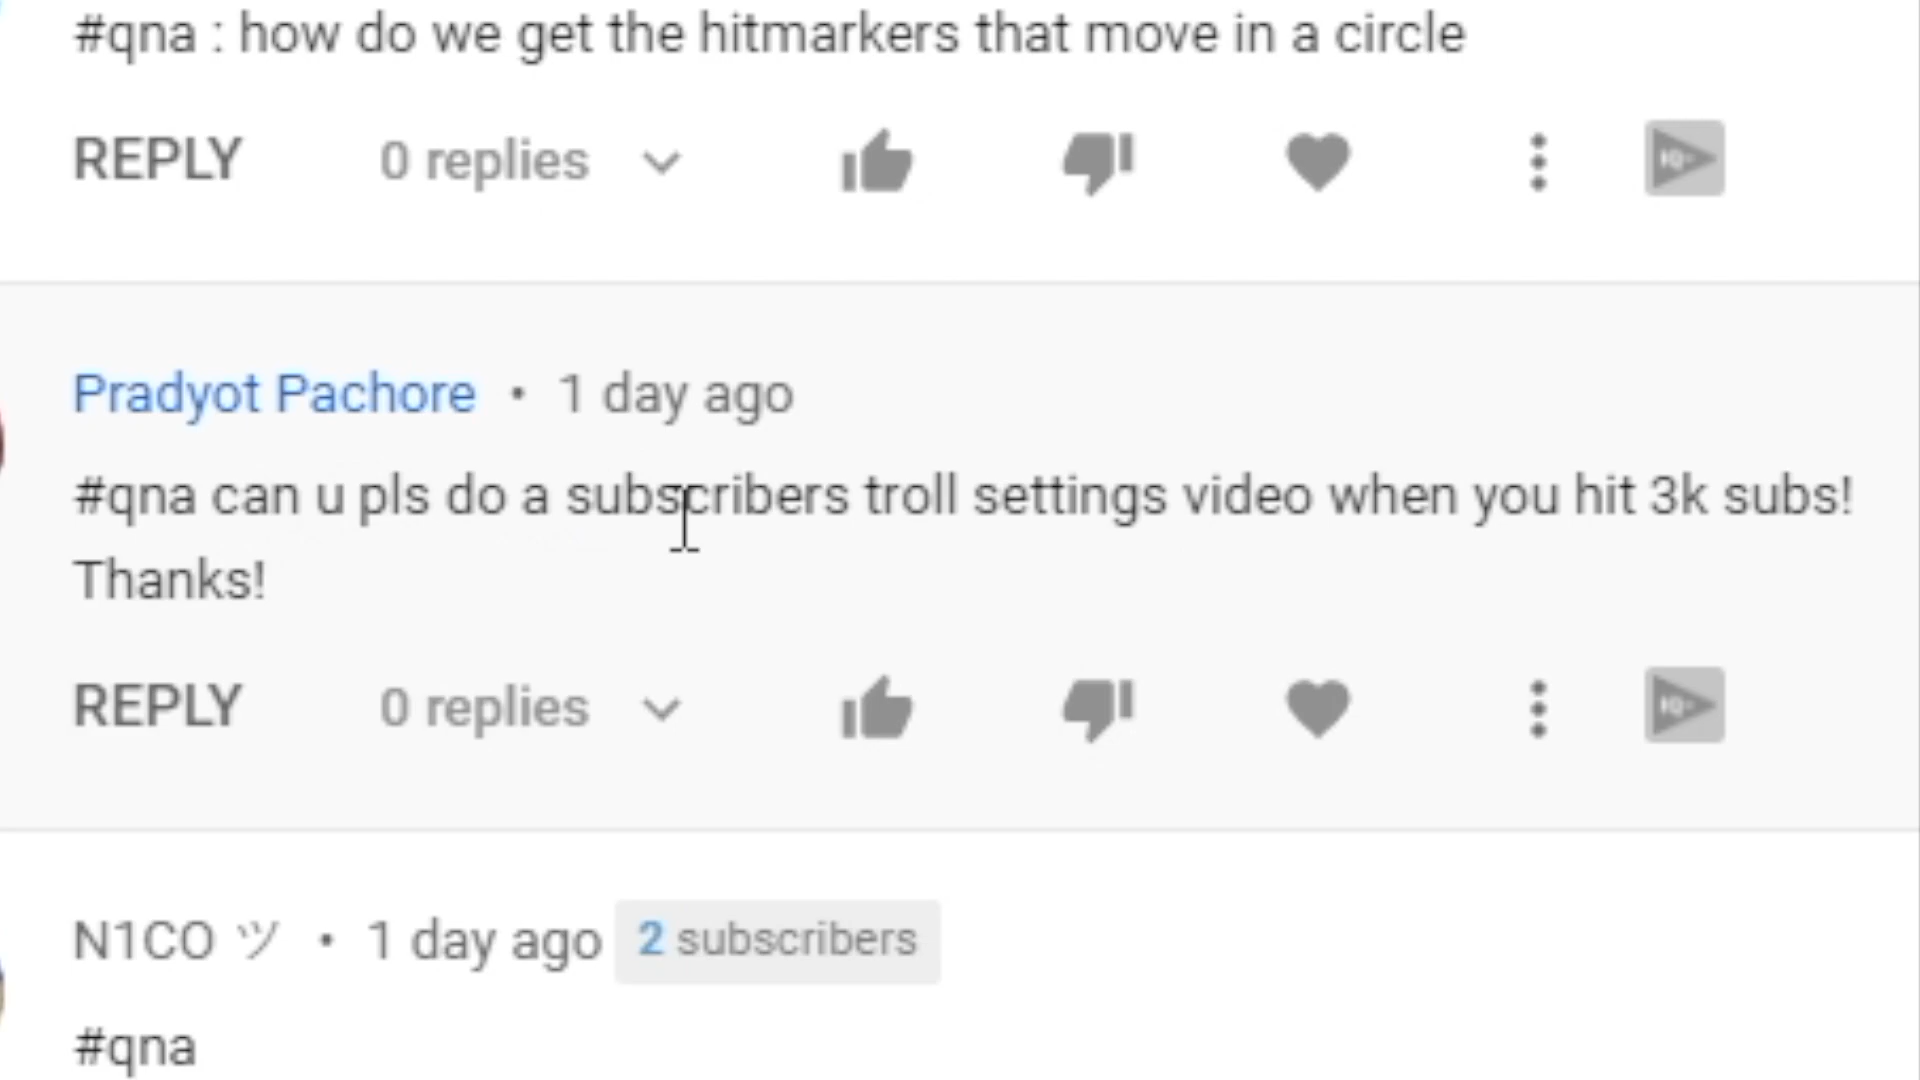 #qna : how do we get the hitmarkers that move in a circle
REPLY 0 replies
Pradyot Pachore • 1 day ago
#qna can u pls do a subscribers troll settings video when you hit 3k subs!
Thanks!
REPLY 0 replies
N1CO ツ • 1 day ago 2 subscribers
#qna